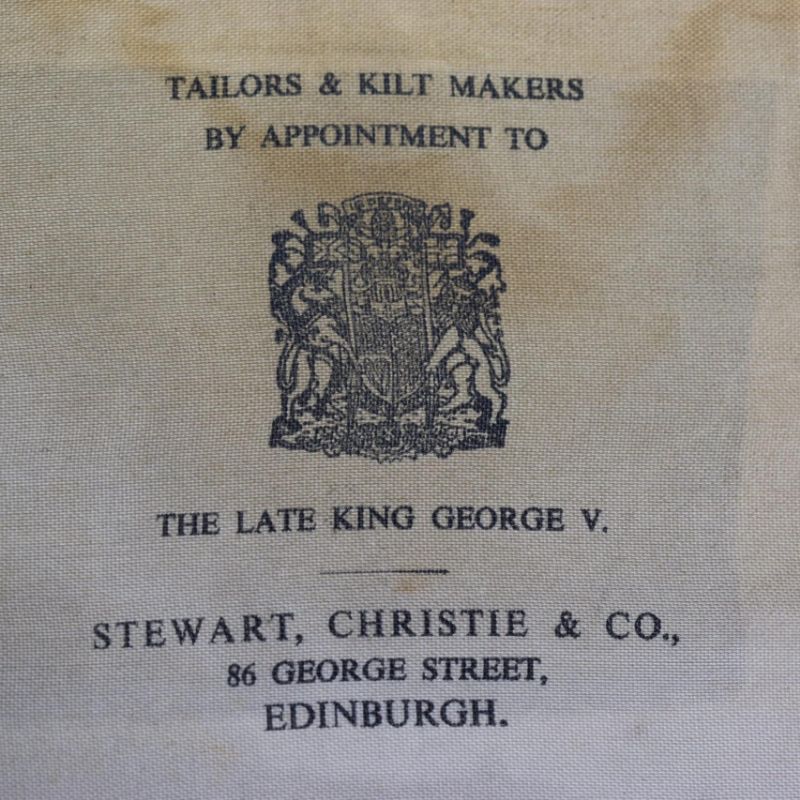 TAILORS & KILT MAKERS
BY APPOINTMENT TO
THE LATE KING GEORGE V.
STEWART, CHRISTIE & CO.,
86 GEORGE STREET,
EDINBURGH.